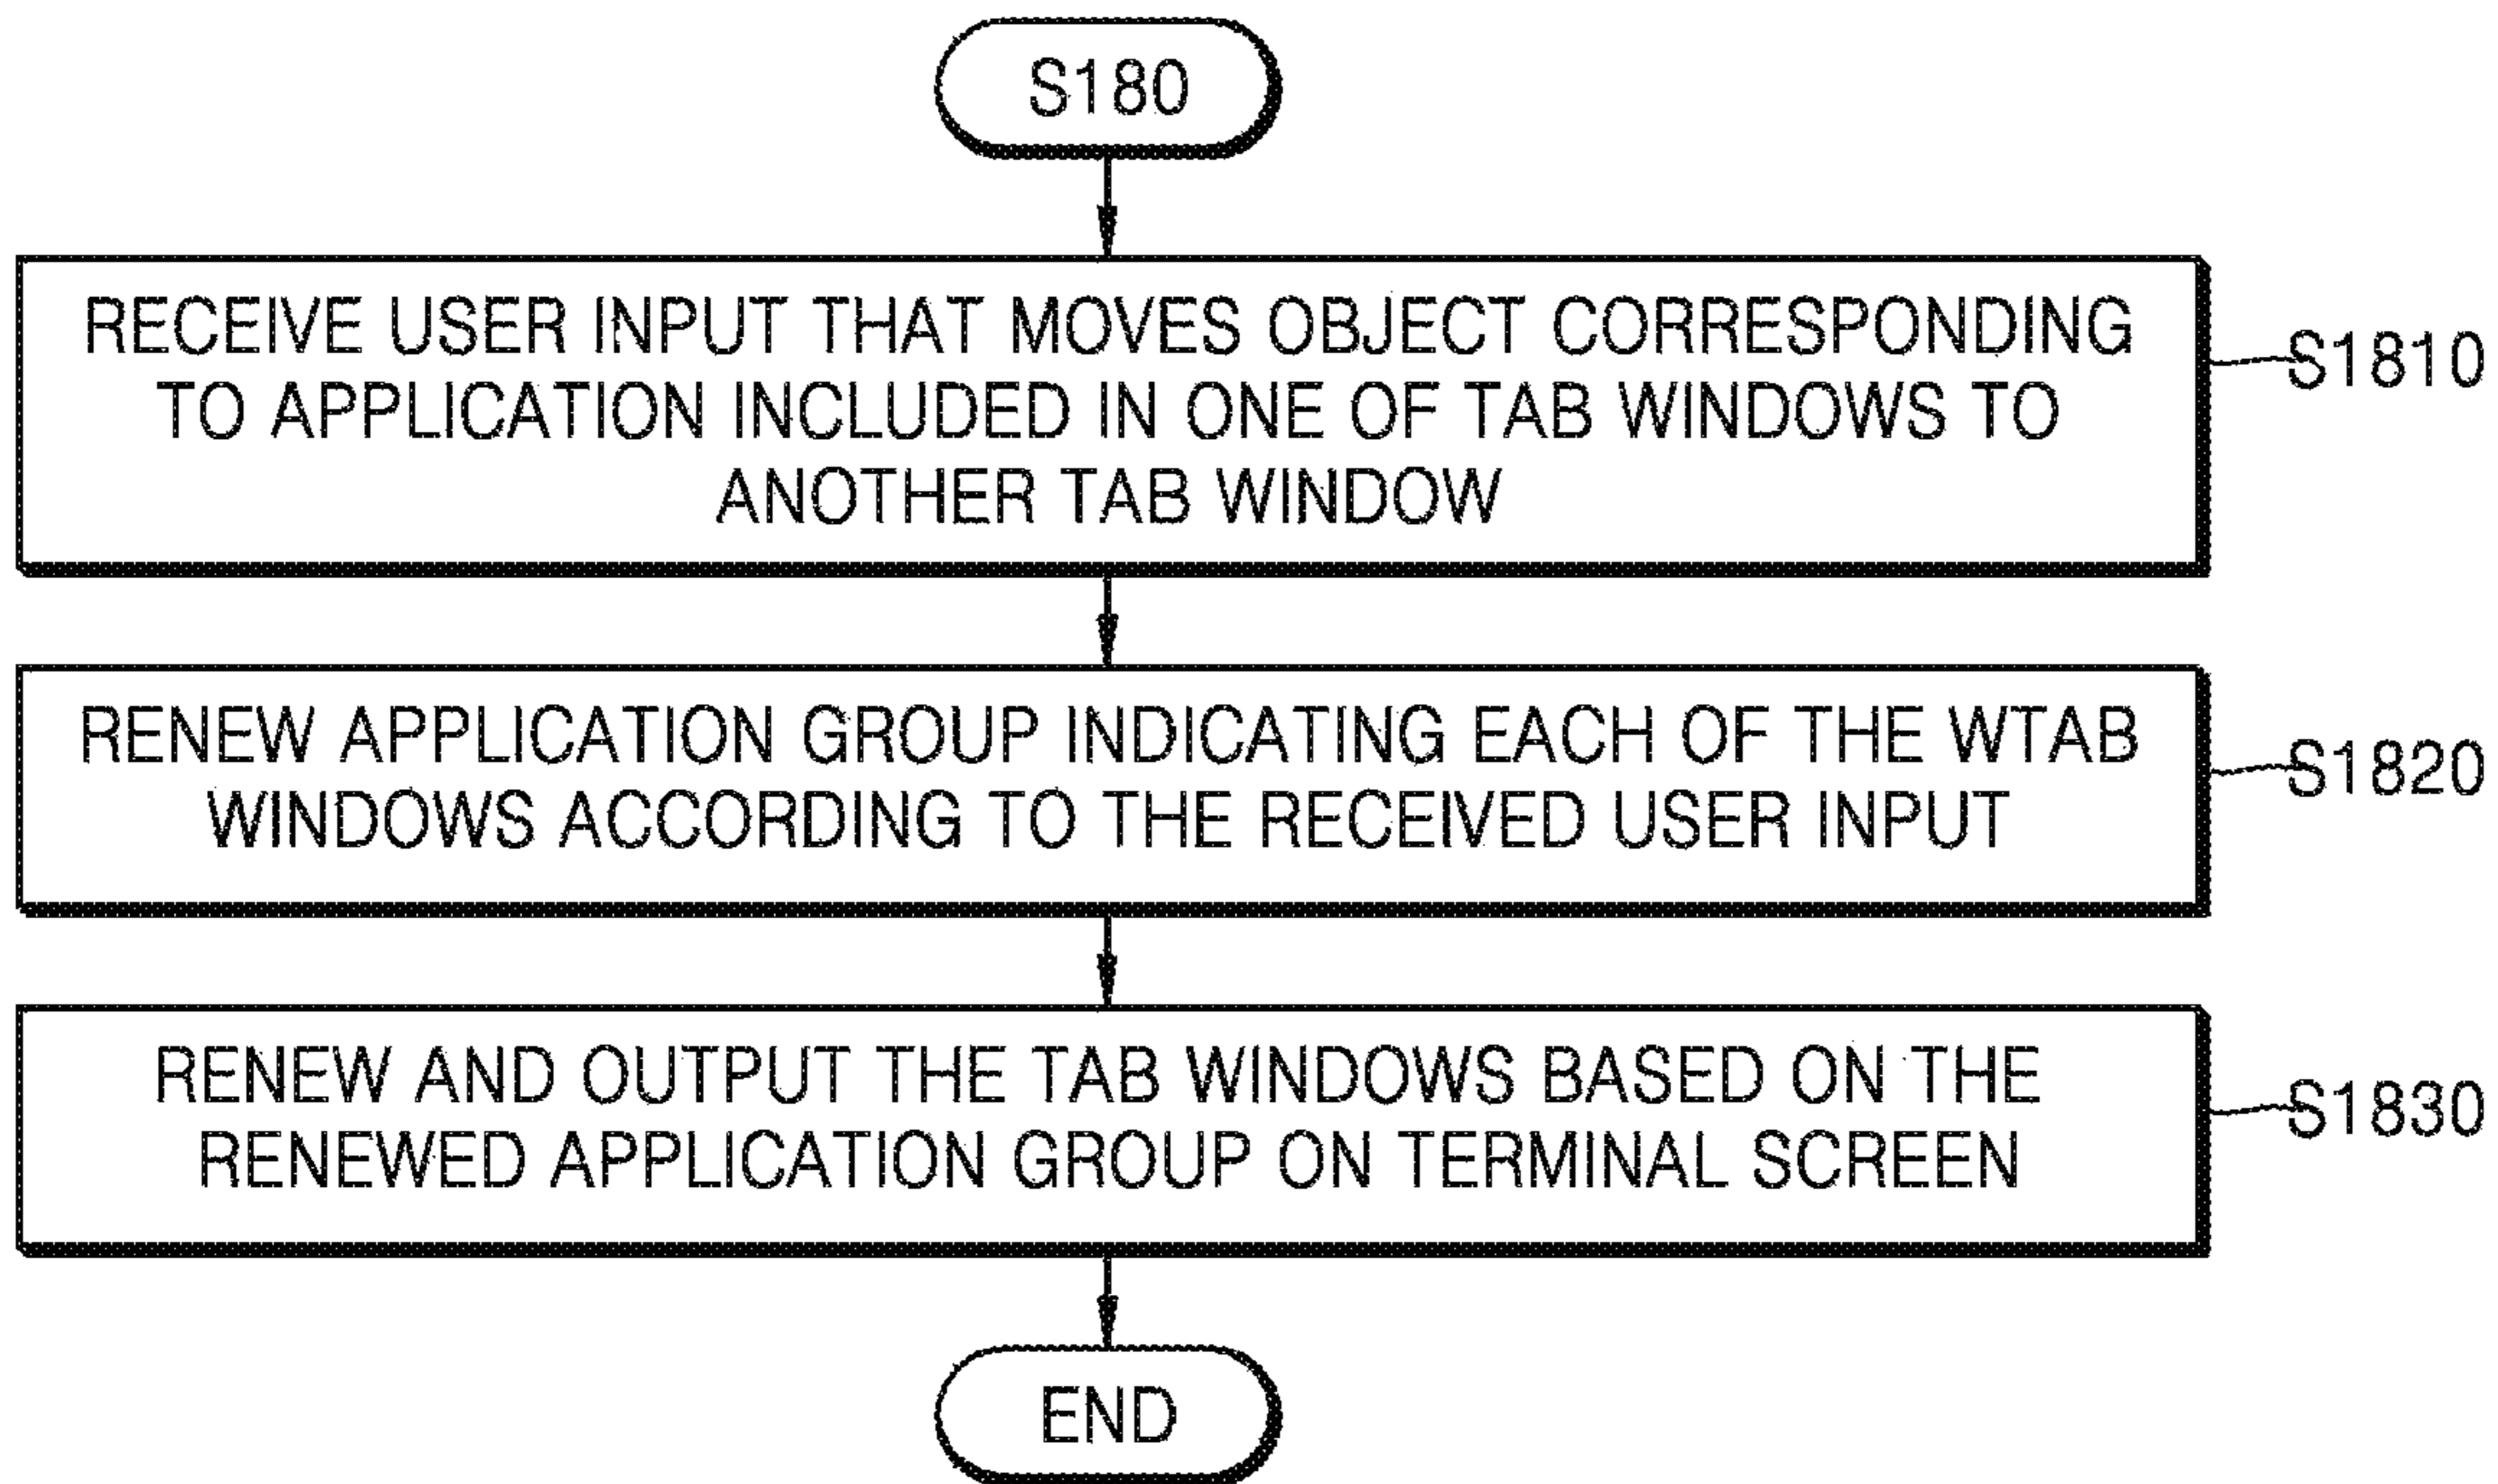 S180
RECEIVE USER INPUT THAT MOVES OBJECT CORRESPONDING
TO APPLICATION INCLUDED IN ONE OF TAB WINDOWS TO
ANOTHER TAB WINDOW
S1810
RENEW APPLICATION GROUP INDICATING EACH OF THE WTAB
WINDOWS ACCORDING TO THE RECEIVED USER INPUT
S1820
RENEW AND OUTPUT THE TAB WINDOWS BASED ON THE
RENEWED APPLICATION GROUP ON TERMINAL SCREEN
S1830
END